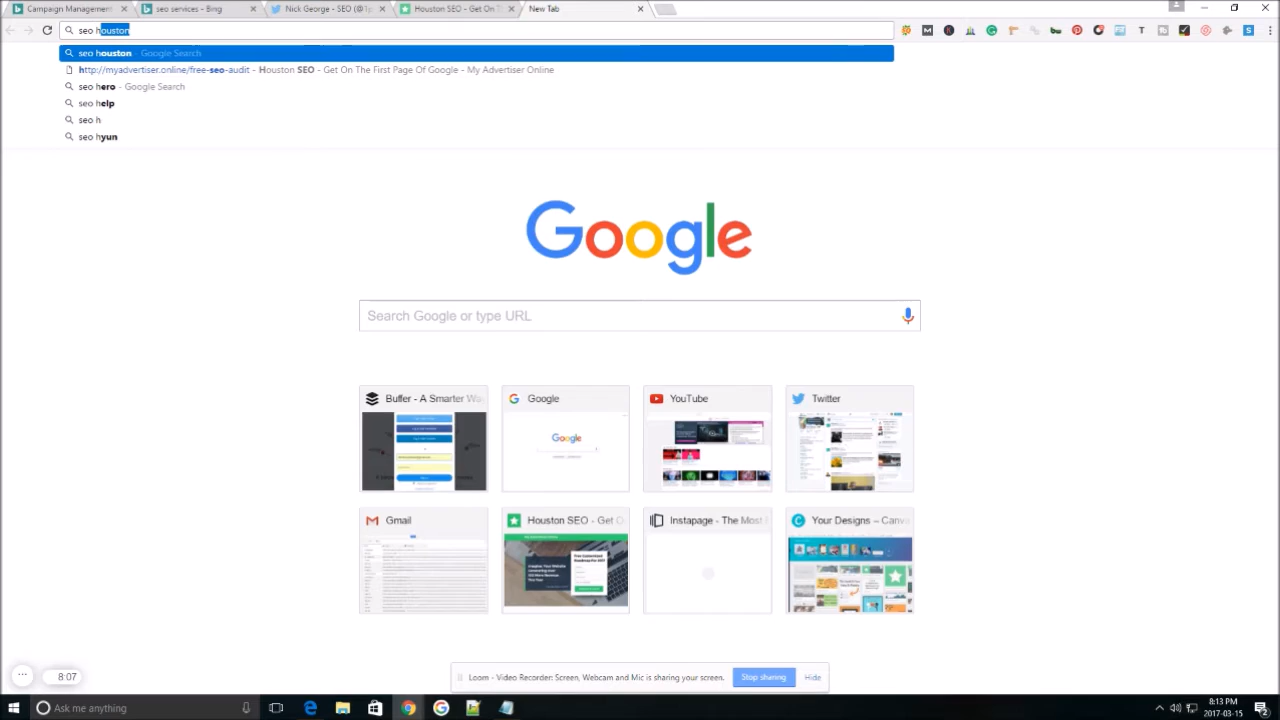 Campaign Management
seo services - Bing
Nick George - SEO (@Ty
Houston SEO - Get On T
New Tab
seo houston
seo houston - Google Search
http://myadvertiser.online/free-seo-audit - Houston SEO - Get On The First Page Of Google - My Advertiser Online
seo hero - Google Search
seo help
seo h
seo hyun
Google
Search Google or type URL
Buffer - A Smarter Wa
Google
YouTube
Twitter
Gmail
Houston SEO - Get O
Instapage - The Most
Your Designs – Canva
8:07
Loom - Video Recorder: Screen, Webcam and Mic is sharing your screen.
Stop sharing
Hide
Ask me anything
8:13 PM
2017-03-15